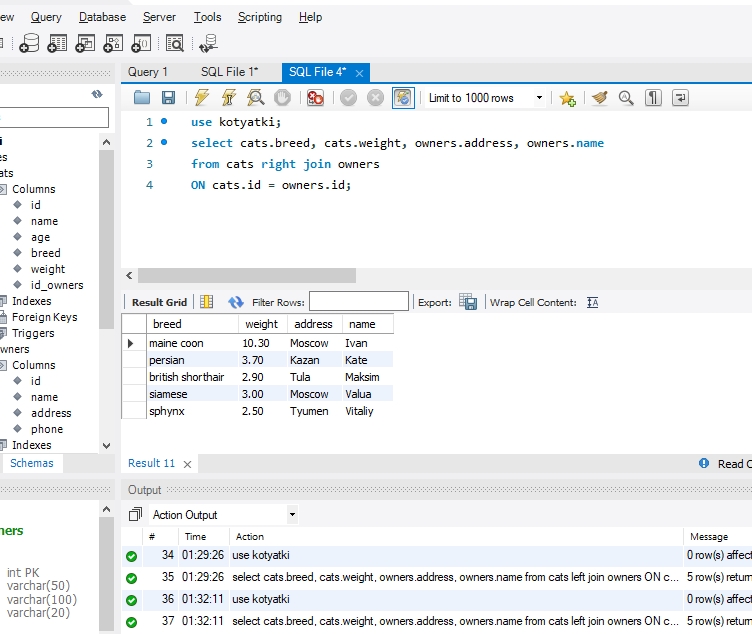 ew Query Database Server Tools Scripting Help
Query 1 SQL File 1* SQL File 4*
Limit to 1000 rows
1 use kotyatki;
2 select cats.breed, cats.weight, owners.address, owners.name
3 from cats right join owners
4 ON cats.id = owners.id;
i
es
ats
Columns
id
name
age
breed
weight
id_owners
Indexes
Foreign Keys
Triggers
wners
Columns
id
name
address
phone
Indexes
Schemas
ners
int PK
varchar(50)
varchar(100)
varchar(20)
Result Grid Filter Rows: Export: Wrap Cell Content:
breed weight address name
maine coon 10.30 Moscow Ivan
persian 3.70 Kazan Kate
british shorthair 2.90 Tula Maksim
siamese 3.00 Moscow Valua
sphynx 2.50 Tyumen Vitaliy
Result 11 Read O
Output
Action Output
# Time Action Message
34 01:29:26 use kotyatki 0 row(s) affect
35 01:29:26 select cats.breed, cats.weight, owners.address, owners.name from cats left join owners ON c... 5 row(s) return
36 01:32:11 use kotyatki 0 row(s) affect
37 01:32:11 select cats.breed, cats.weight, owners.address, owners.name from cats right join owners ON c... 5 row(s) return